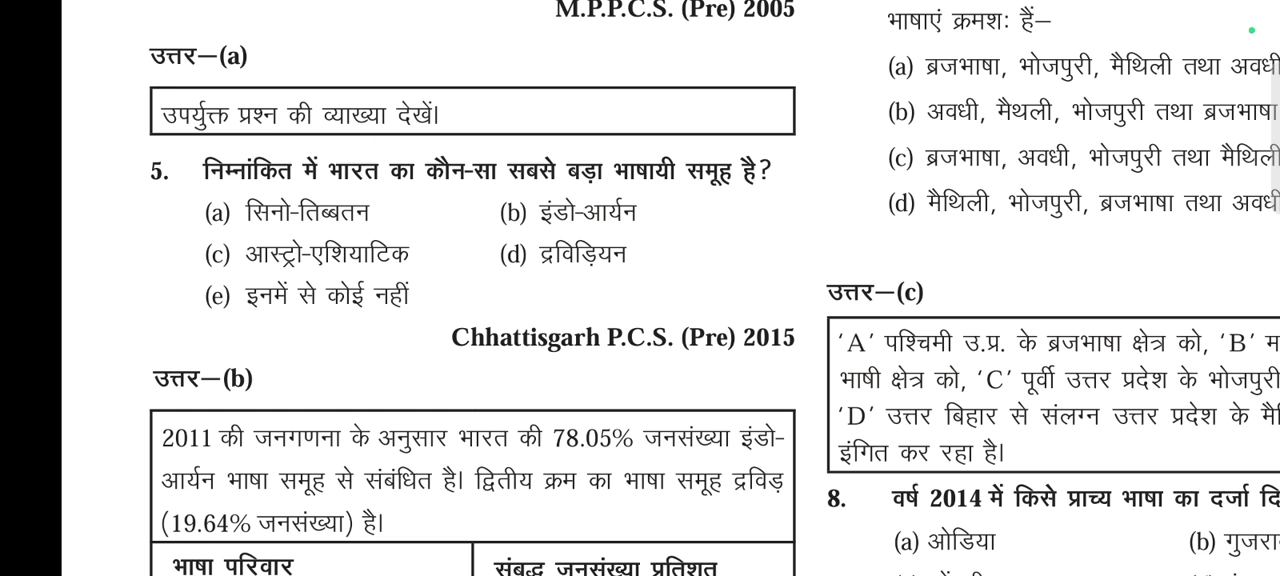 M.P.P.C.S. (Pre) 2005
उत्तर–(a)
उपर्युक्त प्रश्न की व्याख्या देखें।
5. निम्नांकित में भारत का कौन-सा सबसे बड़ा भाषायी समूह है?
(a) सिनो-तिब्बतन (b) इंडो-आर्यन
(c) आस्ट्रो-एशियाटिक (d) द्रविड़ियन
(e) इनमें से कोई नहीं
Chhattisgarh P.C.S. (Pre) 2015
उत्तर–(b)
2011 की जनगणना के अनुसार भारत की 78.05% जनसंख्या इंडो-
आर्यन भाषा समूह से संबंधित है। द्वितीय क्रम का भाषा समूह द्रविड़
(19.64% जनसंख्या) है।
भाषा परिवार संबद्ध जनसंख्या प्रतिशत
भाषाएं क्रमशः हैं–
(a) ब्रजभाषा, भोजपुरी, मैथिली तथा अवधी
(b) अवधी, मैथली, भोजपुरी तथा ब्रजभाषा
(c) ब्रजभाषा, अवधी, भोजपुरी तथा मैथिली
(d) मैथिली, भोजपुरी, ब्रजभाषा तथा अवधी
उत्तर–(c)
'A' पश्चिमी उ.प्र. के ब्रजभाषा क्षेत्र को, 'B'
भाषी क्षेत्र को, 'C' पूर्वी उत्तर प्रदेश के भोजपुरी
'D' उत्तर बिहार से संलग्न उत्तर प्रदेश के
इंगित कर रहा है।
8. वर्ष 2014 में किसे प्राच्य भाषा का दर्जा
(a) ओडिया (b)